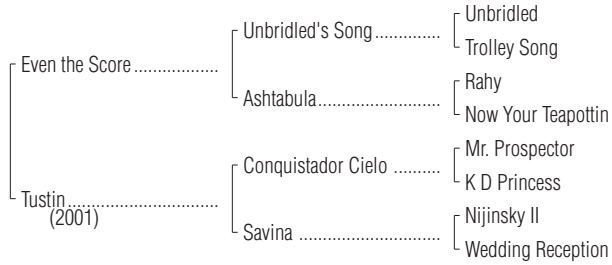 Unbridled
Unbridled's Song..............
Trolley Song
Even the Score ..................
Rahy
Ashtabula..........................
Now Your Teapottin
Mr. Prospector
Conquistador Cielo ..........
K D Princess
Tustin................................
(2001)
Nijinsky II
Savina ..............................
Wedding Reception